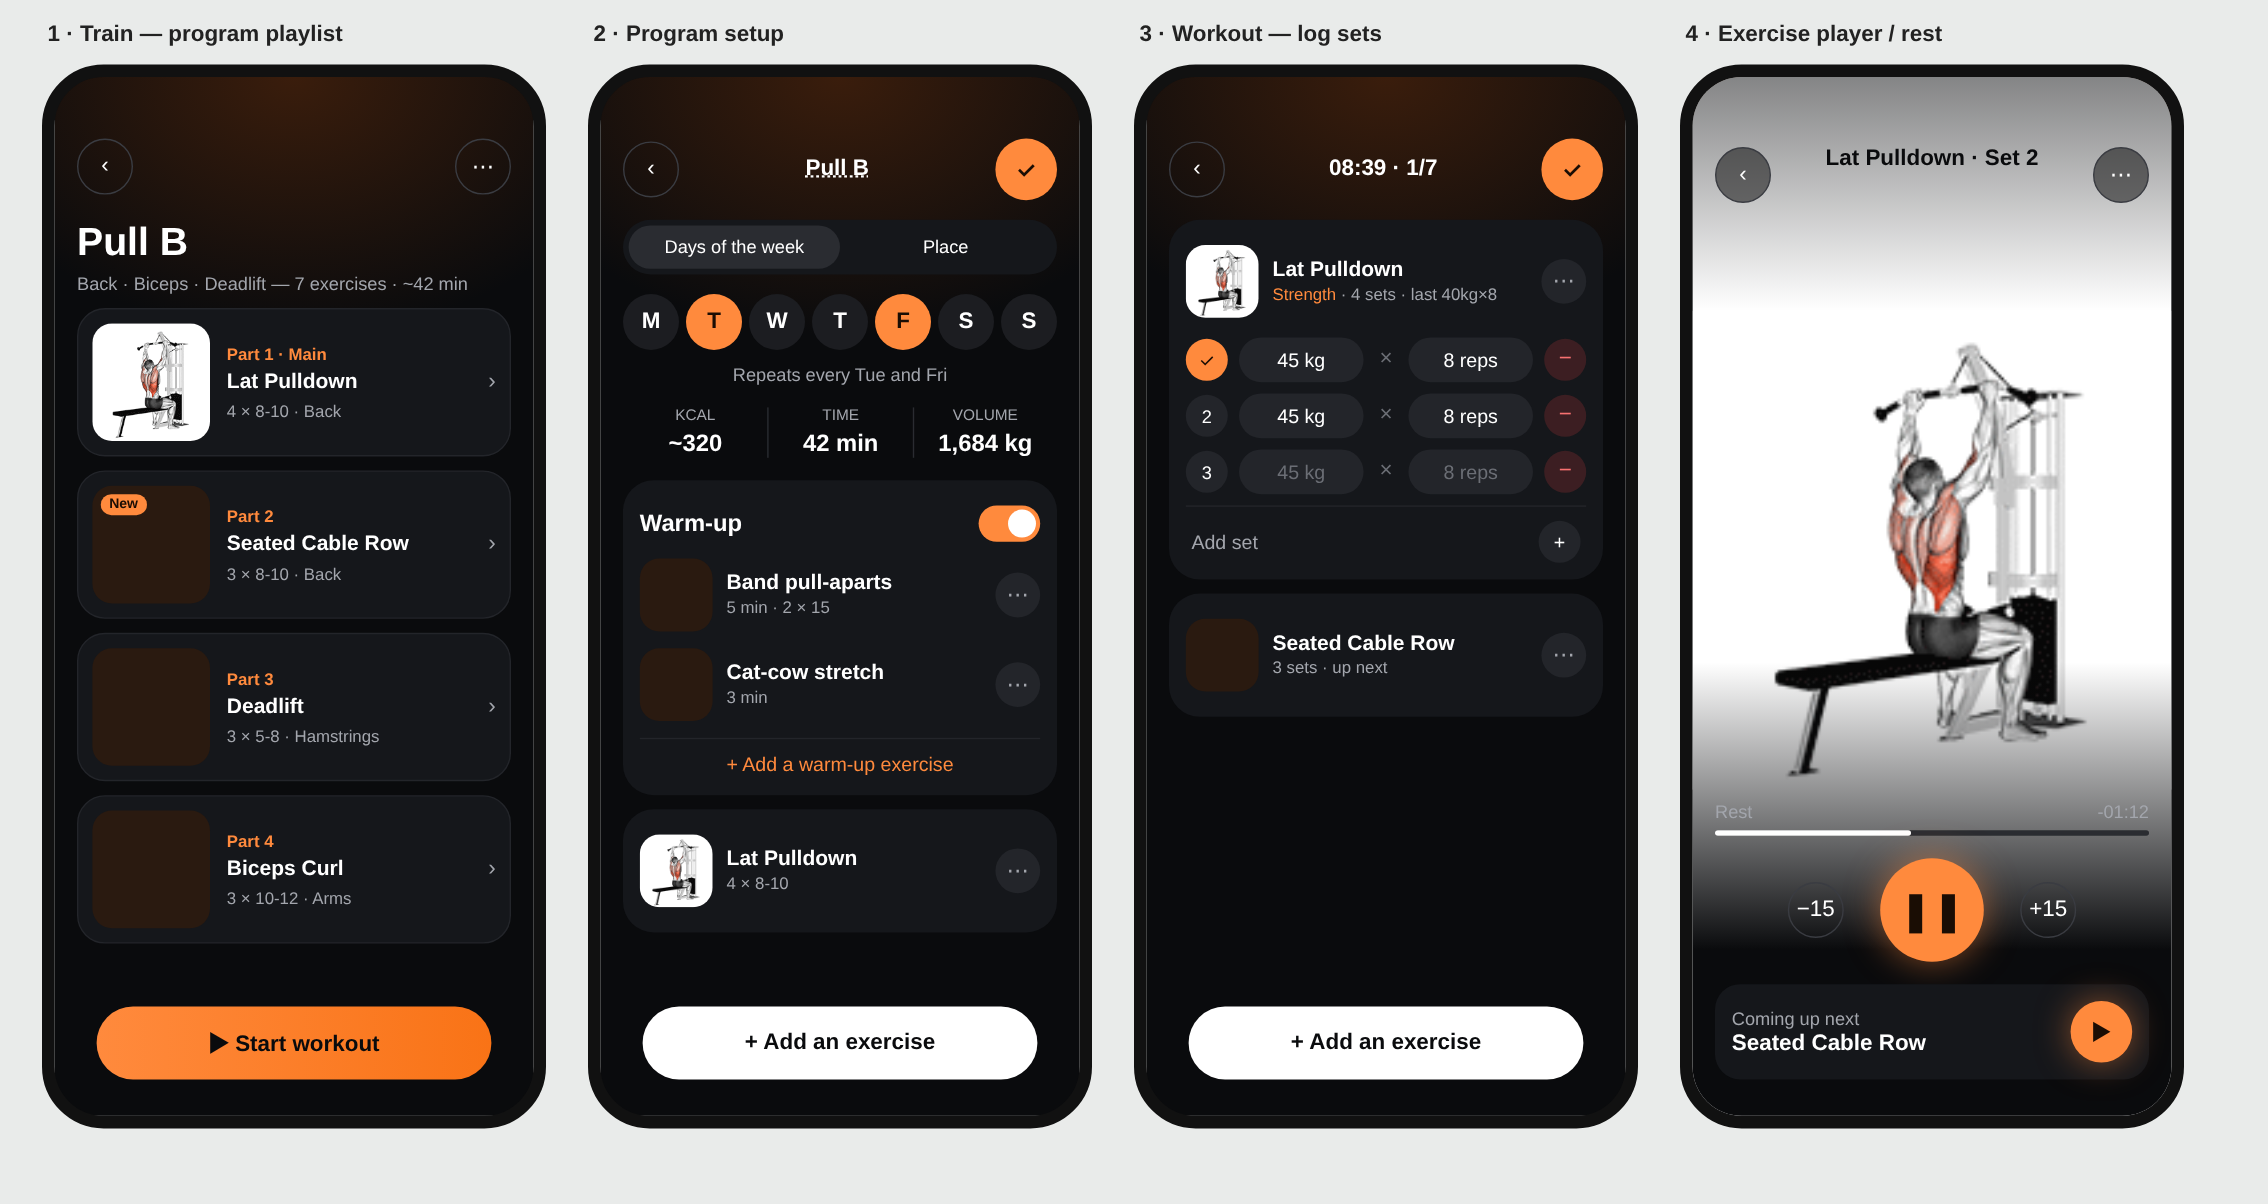 1 · Train — program playlist
‹
⋯
Pull B
Back · Biceps · Deadlift — 7 exercises · ~42 min
Part 1 · Main
Lat Pulldown
4 × 8-10 · Back
›
New
Part 2
Seated Cable Row
3 × 8-10 · Back
›
Part 3
Deadlift
3 × 5-8 · Hamstrings
›
Part 4
Biceps Curl
3 × 10-12 · Arms
›
▶ Start workout
2 · Program setup
‹
Pull B
✓
Days of the week
Place
M T W T F S S
Repeats every Tue and Fri
KCAL
~320
TIME
42 min
VOLUME
1,684 kg
Warm-up
Band pull-aparts
5 min · 2 × 15
⋯
Cat-cow stretch
3 min
⋯
+ Add a warm-up exercise
Lat Pulldown
4 × 8-10
⋯
+ Add an exercise
3 · Workout — log sets
‹
08:39 · 1/7
✓
Lat Pulldown
Strength · 4 sets · last 40kg×8
⋯
✓ 45 kg × 8 reps −
2 45 kg × 8 reps −
3 45 kg × 8 reps −
Add set +
Seated Cable Row
3 sets · up next
⋯
+ Add an exercise
4 · Exercise player / rest
‹
Lat Pulldown · Set 2
⋯
Rest -01:12
−15
❚❚
+15
Coming up next
Seated Cable Row
▶